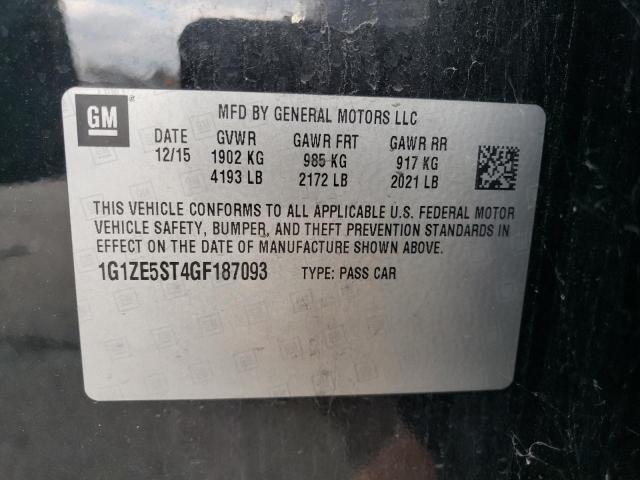 GM
MFD BY GENERAL MOTORS LLC
DATE GVWR GAWR FRT GAWR RR
12/15 1902 KG 985 KG 917 KG
4193 LB 2172 LB 2021 LB
THIS VEHICLE CONFORMS TO ALL APPLICABLE U.S. FEDERAL MOTOR
VEHICLE SAFETY, BUMPER, AND THEFT PREVENTION STANDARDS IN
EFFECT ON THE DATE OF MANUFACTURE SHOWN ABOVE.
1G1ZE5ST4GF187093 TYPE: PASS CAR